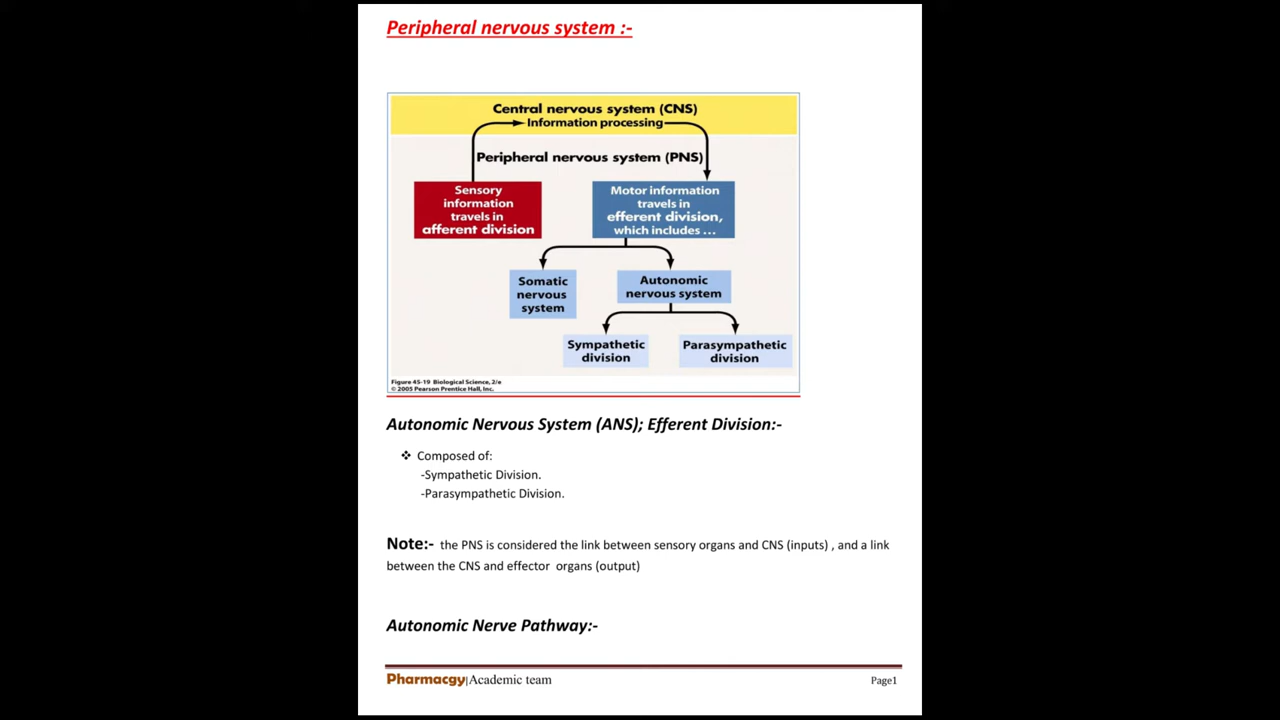 Peripheral nervous system :-
Central nervous system (CNS)
Information processing
Peripheral nervous system (PNS)
Sensory
information
travels in
afferent division
Motor information
travels in
efferent division,
which includes ...
Somatic
nervous
system
Autonomic
nervous system
Sympathetic
division
Parasympathetic
division
Figure 45-19 Biological Science, 2/e
© 2005 Pearson Prentice Hall, Inc.
Autonomic Nervous System (ANS); Efferent Division:-
❖ Composed of:
-Sympathetic Division.
-Parasympathetic Division.
Note:- the PNS is considered the link between sensory organs and CNS (inputs) , and a link
between the CNS and effector organs (output)
Autonomic Nerve Pathway:-
Pharmacgy|Academic team
Page1